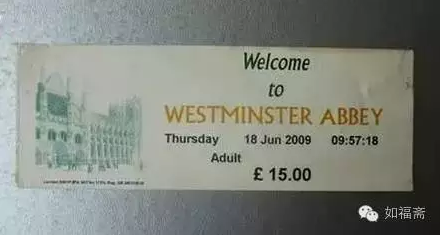 Welcome
to
WESTMINSTER ABBEY
Thursday 18 Jun 2009 09:57:18
Adult
£ 15.00
如福斋